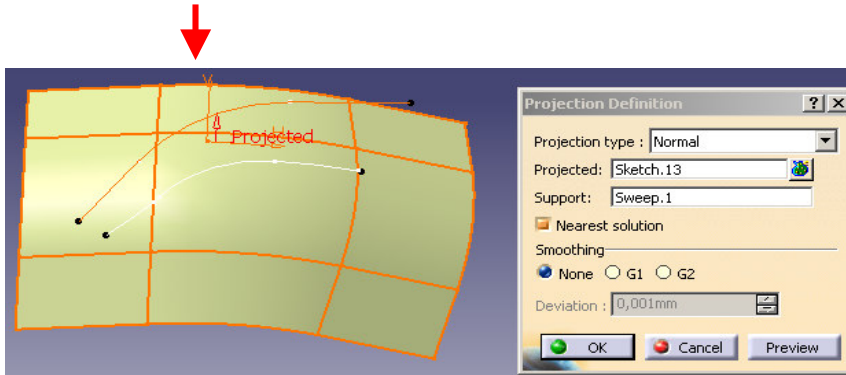 Projected
Projection Definition
Projection type : Normal
Projected: Sketch.13
Support: Sweep.1
Nearest solution
Smoothing
None G1 G2
Deviation : 0,001mm
OK Cancel Preview